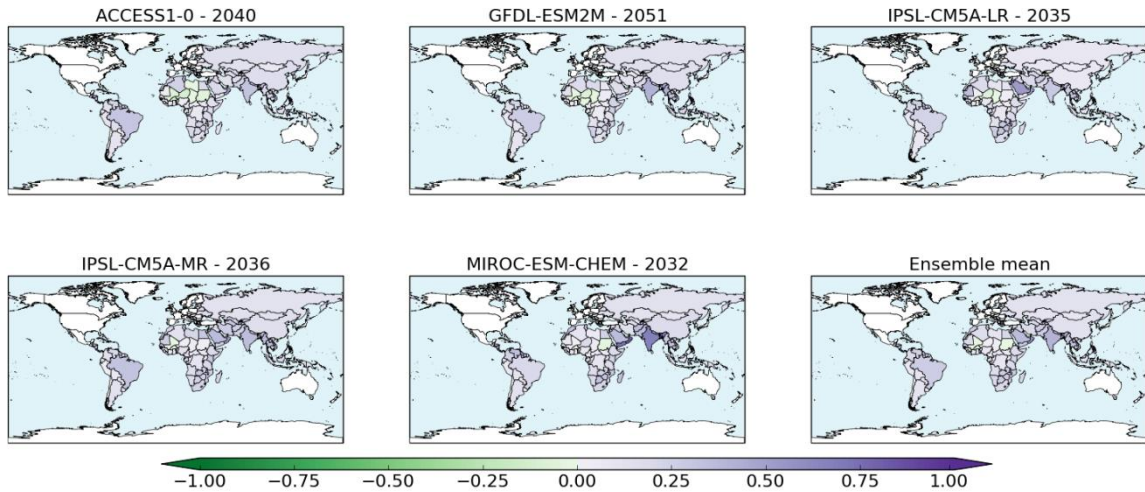 ACCESS1-0 - 2040
GFDL-ESM2M - 2051
IPSL-CM5A-LR - 2035
IPSL-CM5A-MR - 2036
MIROC-ESM-CHEM - 2032
Ensemble mean
−1.00 −0.75 −0.50 −0.25 0.00 0.25 0.50 0.75 1.00